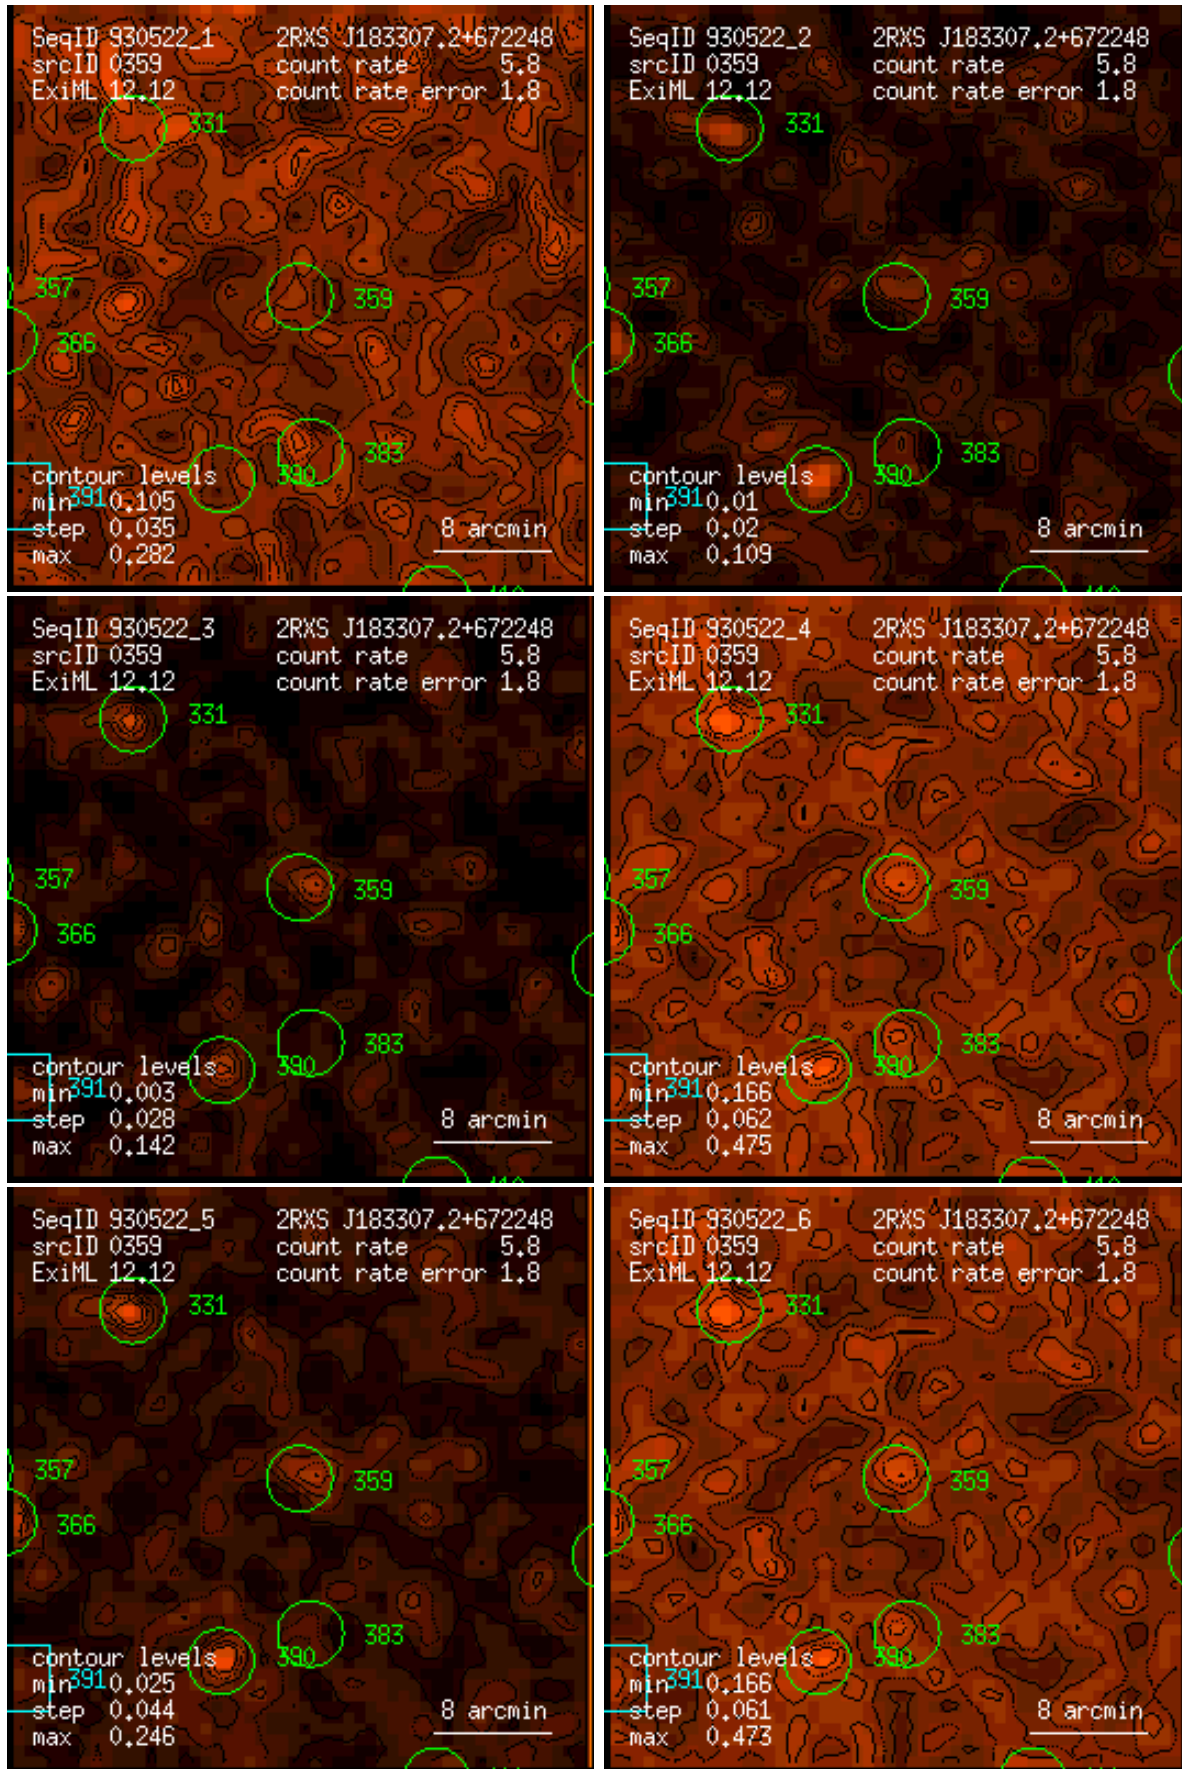 SeqID 930522_1 2RXS J183307.2+672248
srcID 0359 count rate 5.8
ExiML 12.12 count rate error 1.8
331
357
359
366
383
390
contour levels
min 0.105
391
step 0.035
max 0.282
8 arcmin
SeqID 930522_2 2RXS J183307.2+672248
srcID 0359 count rate 5.8
ExiML 12.12 count rate error 1.8
331
357
359
366
383
390
contour levels
min 0.01
391
step 0.02
max 0.109
8 arcmin
SeqID 930522_3 2RXS J183307.2+672248
srcID 0359 count rate 5.8
ExiML 12.12 count rate error 1.8
331
357
359
366
383
390
contour levels
min 0.003
391
step 0.028
max 0.142
8 arcmin
SeqID 930522_4 2RXS J183307.2+672248
srcID 0359 count rate 5.8
ExiML 12.12 count rate error 1.8
331
357
359
366
383
390
contour levels
min 0.166
391
step 0.062
max 0.475
8 arcmin
SeqID 930522_5 2RXS J183307.2+672248
srcID 0359 count rate 5.8
ExiML 12.12 count rate error 1.8
331
357
359
366
383
390
contour levels
min 0.025
391
step 0.044
max 0.246
8 arcmin
SeqID 930522_6 2RXS J183307.2+672248
srcID 0359 count rate 5.8
ExiML 12.12 count rate error 1.8
331
357
359
366
383
390
contour levels
min 0.166
391
step 0.061
max 0.473
8 arcmin